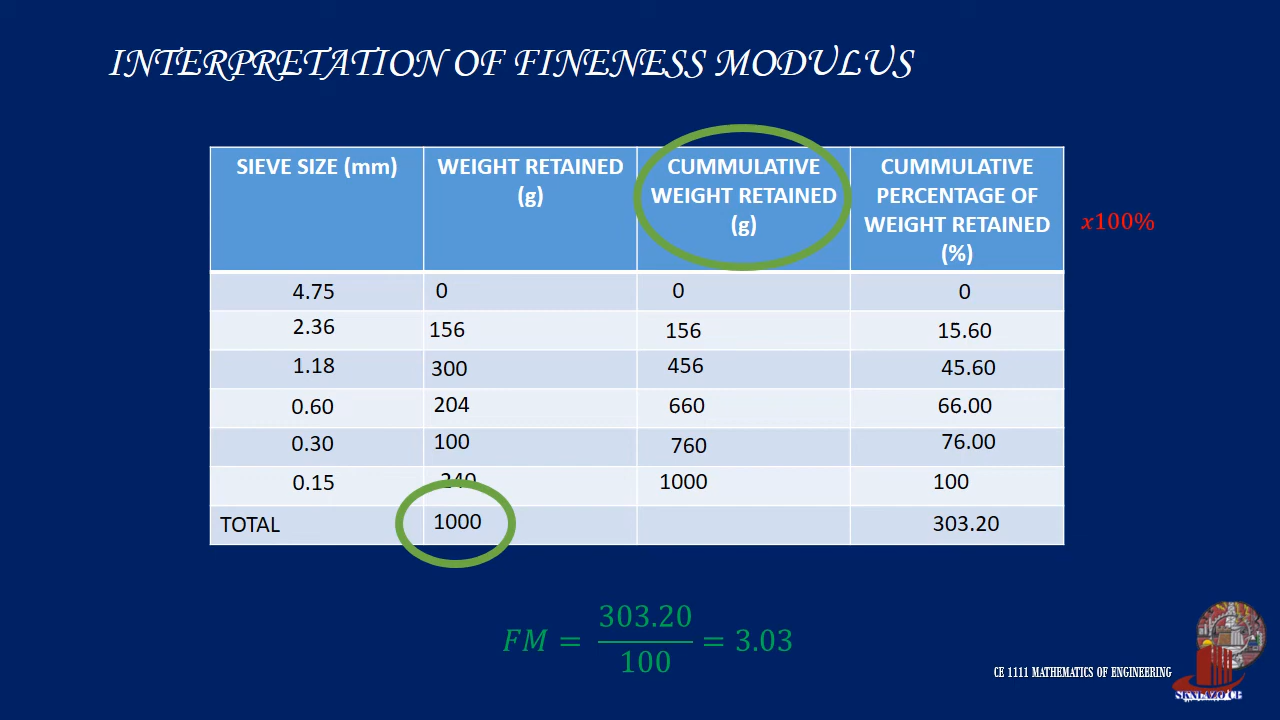 INTERPRETATION OF FINENESS MODULUS
SIEVE SIZE (mm) WEIGHT RETAINED (g) CUMMULATIVE WEIGHT RETAINED (g) CUMMULATIVE PERCENTAGE OF WEIGHT RETAINED (%)
x100%
4.75 0 0 0
2.36 156 156 15.60
1.18 300 456 45.60
0.60 204 660 66.00
0.30 100 760 76.00
0.15 240 1000 100
TOTAL 1000 303.20
FM = 303.20 / 100 = 3.03
CE 1111 MATHEMATICS OF ENGINEERING